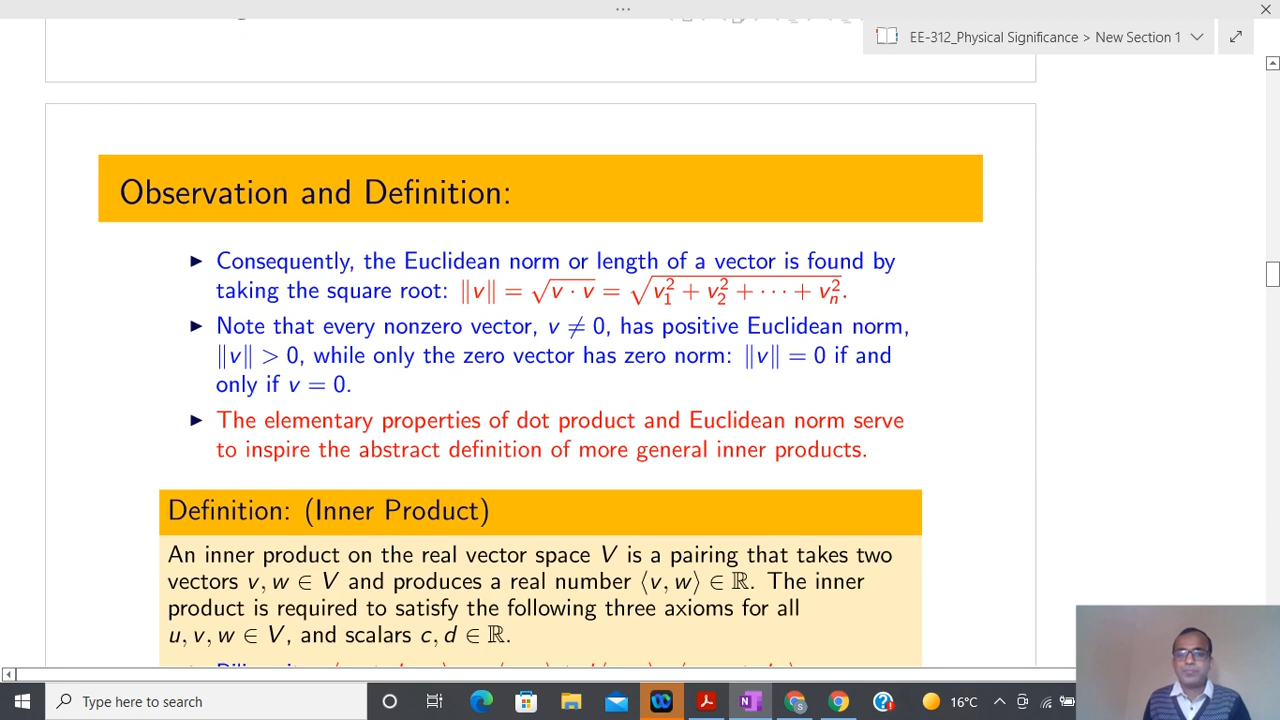 ...
EE-312_Physical Significance > New Section 1
Observation and Definition:
► Consequently, the Euclidean norm or length of a vector is found by
taking the square root: ‖v‖ = √(v · v) = √(v₁² + v₂² + · · · + vₙ²).
► Note that every nonzero vector, v ≠ 0, has positive Euclidean norm,
‖v‖ > 0, while only the zero vector has zero norm: ‖v‖ = 0 if and
only if v = 0.
► The elementary properties of dot product and Euclidean norm serve
to inspire the abstract definition of more general inner products.
Definition: (Inner Product)
An inner product on the real vector space V is a pairing that takes two
vectors v, w ∈ V and produces a real number ⟨v, w⟩ ∈ ℝ. The inner
product is required to satisfy the following three axioms for all
u, v, w ∈ V, and scalars c, d ∈ ℝ.
Type here to search
16°C